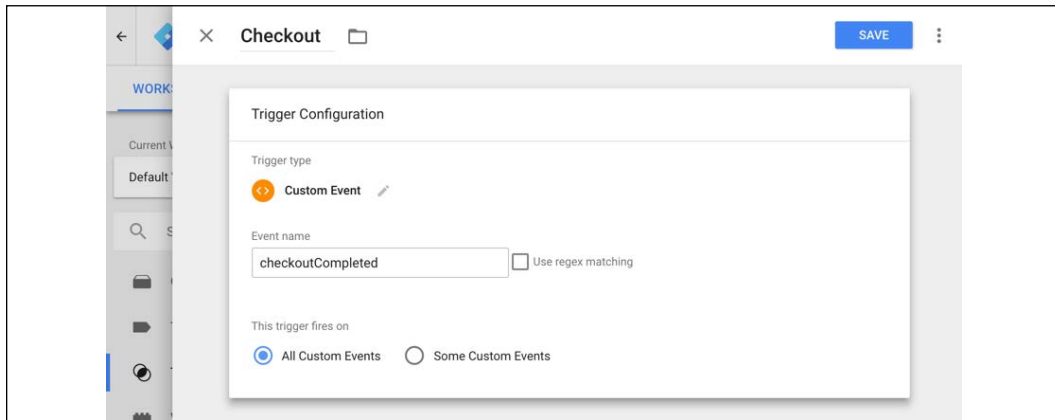 Checkout
SAVE
WORK
Current
Default
Trigger Configuration
Trigger type
Custom Event
Event name
checkoutCompleted
Use regex matching
This trigger fires on
All Custom Events
Some Custom Events